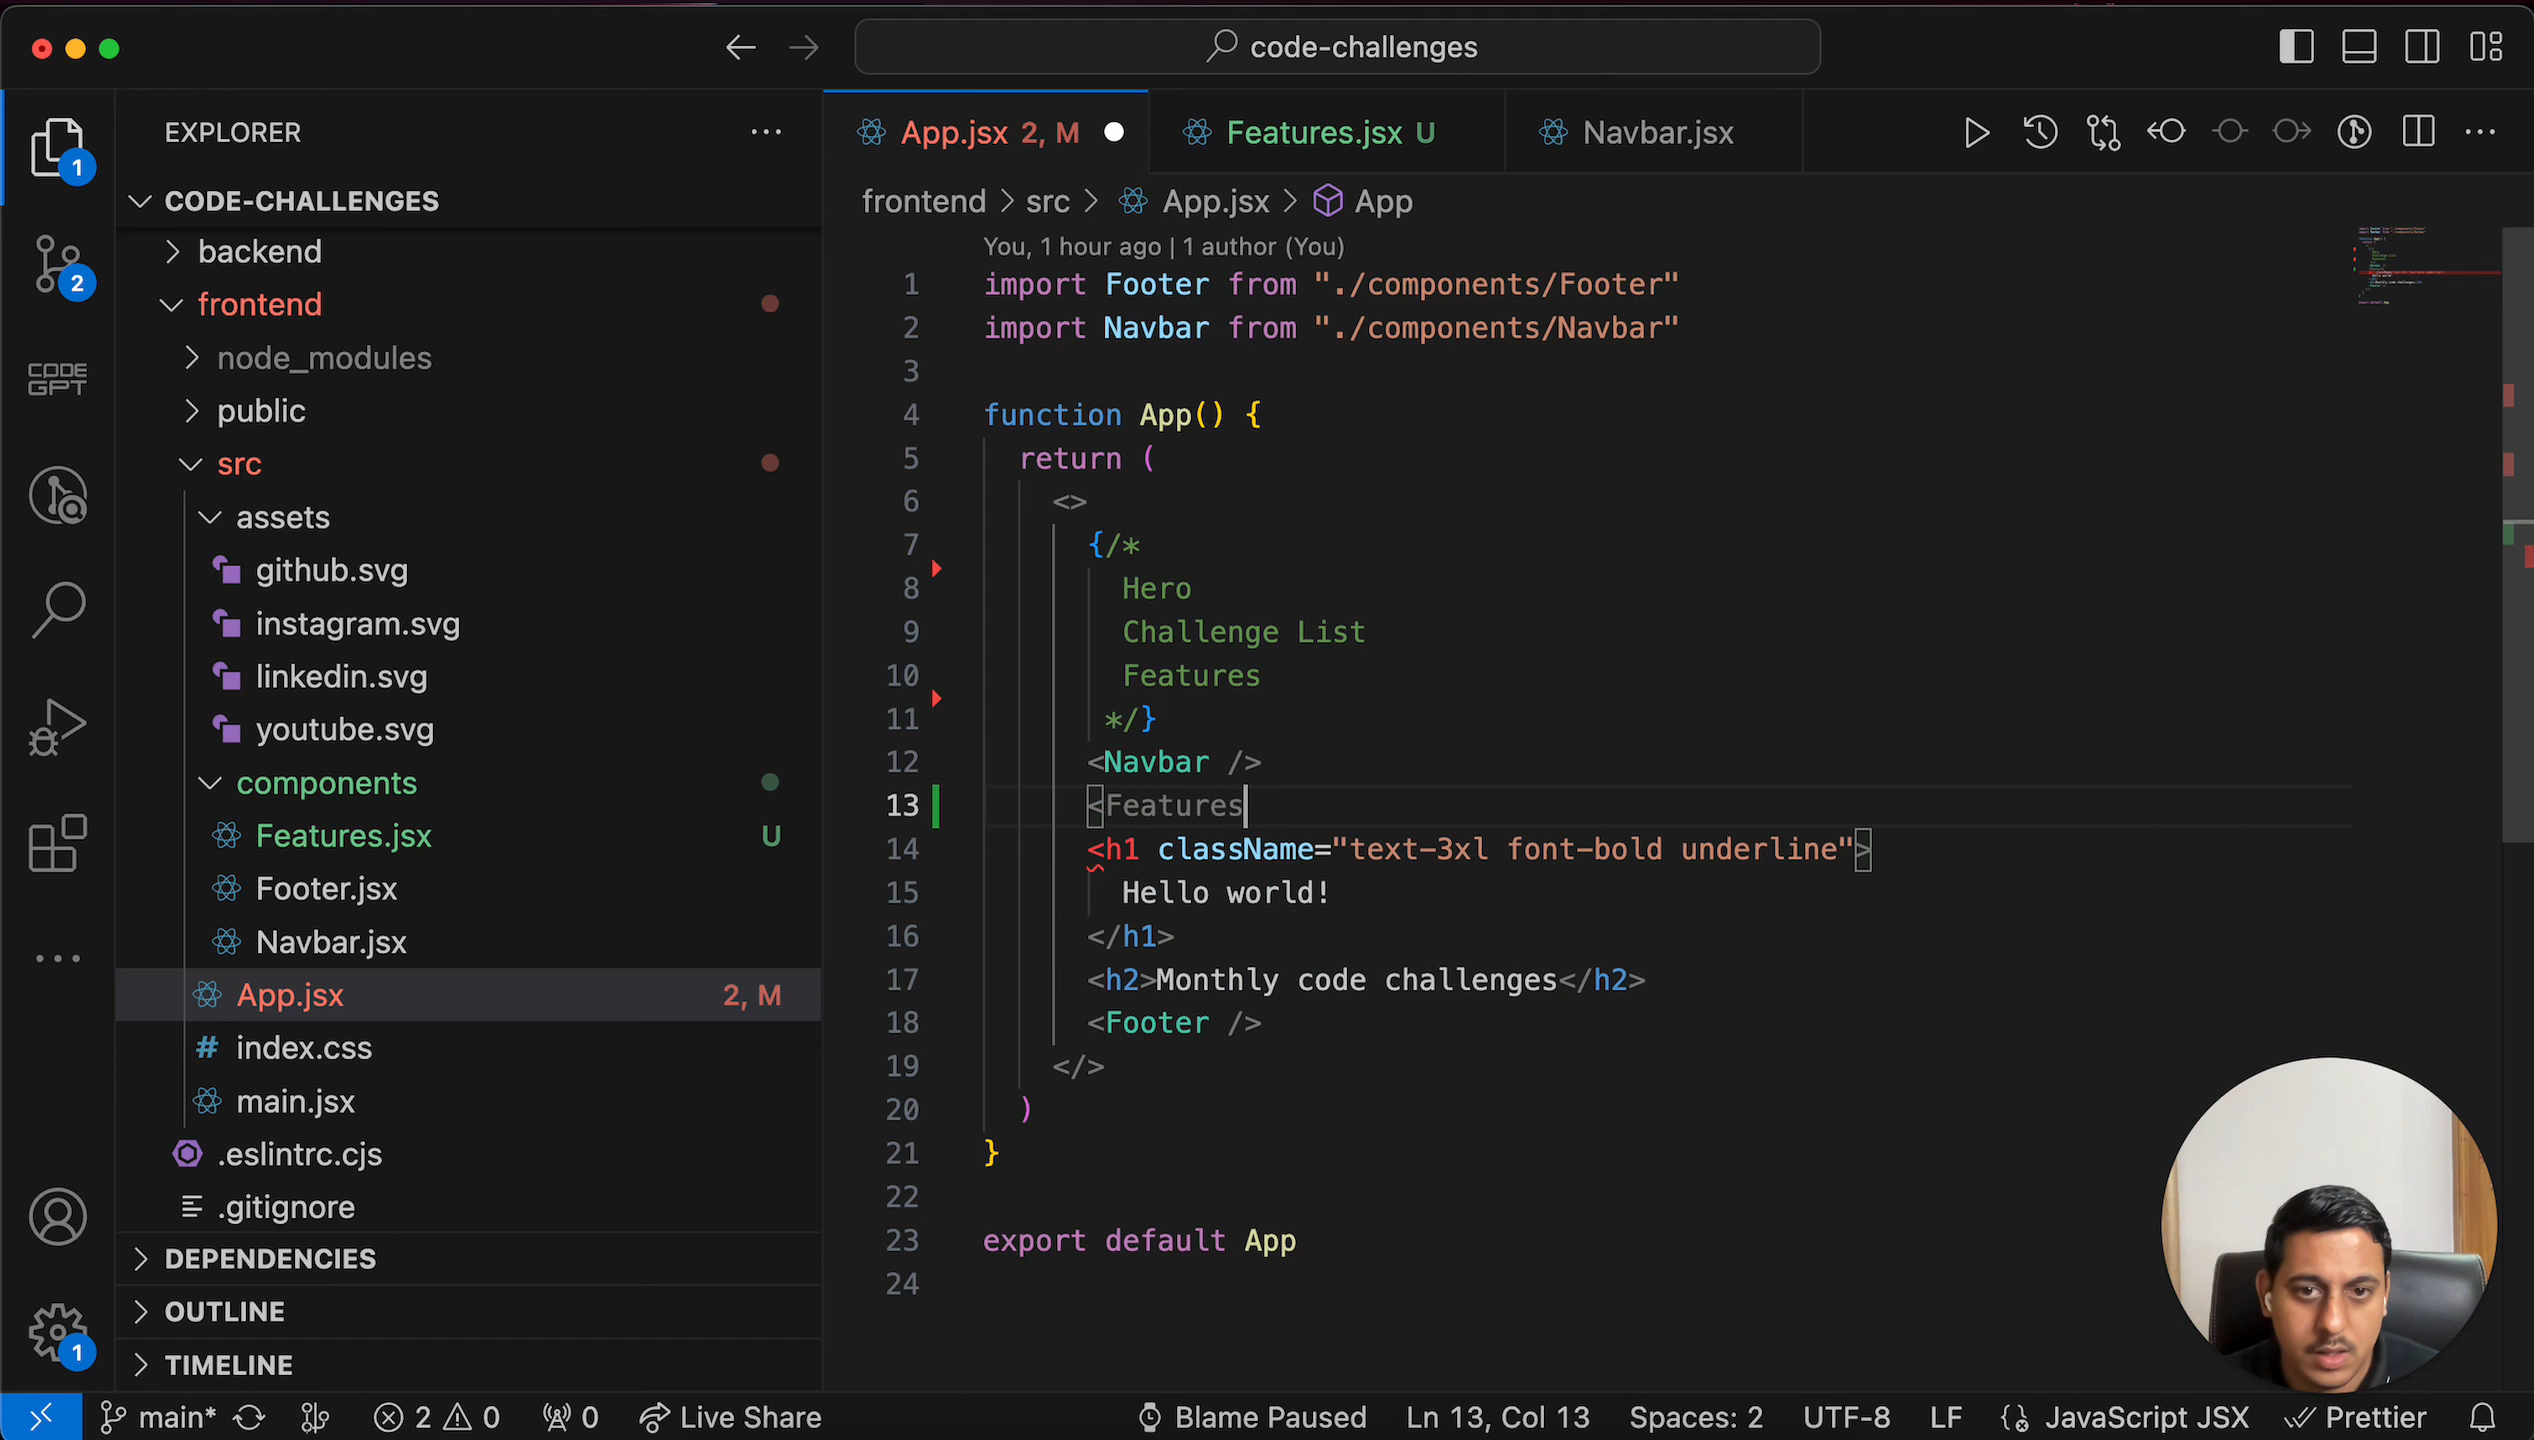 code-challenges
EXPLORER
App.jsx 2, M
Features.jsx U
Navbar.jsx
CODE-CHALLENGES
frontend > src > App.jsx > App
1
2
CODE
GPT
backend
frontend
node_modules
public
src
assets
github.svg
instagram.svg
linkedin.svg
youtube.svg
components
Features.jsx U
Footer.jsx
Navbar.jsx
App.jsx 2, M
# index.css
main.jsx
.eslintrc.cjs
.gitignore
DEPENDENCIES
OUTLINE
TIMELINE
1
You, 1 hour ago | 1 author (You)
1 import Footer from "./components/Footer"
2 import Navbar from "./components/Navbar"
3
4 function App() {
5 return (
6 <>
7 {/*
8 Hero
9 Challenge List
10 Features
11 */}
12 <Navbar />
13 <Features
14 <h1 className="text-3xl font-bold underline">
15 Hello world!
16 </h1>
17 <h2>Monthly code challenges</h2>
18 <Footer />
19 </>
20 )
21 }
22
23 export default App
24
main* 2 0 0 Live Share Blame Paused Ln 13, Col 13 Spaces: 2 UTF-8 LF JavaScript JSX Prettier